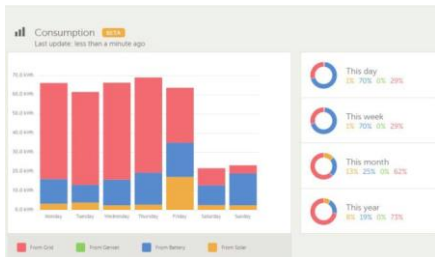 Consumption BETA
Last update: less than a minute ago
70.0 kWh
60.0 kWh
50.0 kWh
40.0 kWh
30.0 kWh
20.0 kWh
10.0 kWh
0.0 kWh
Monday Tuesday Wednesday Thursday Friday Saturday Sunday
From Grid From Genset From Battery From Solar
This day
1% 70% 0% 29%
This week
1% 70% 0% 29%
This month
13% 25% 0% 62%
This year
8% 19% 0% 73%